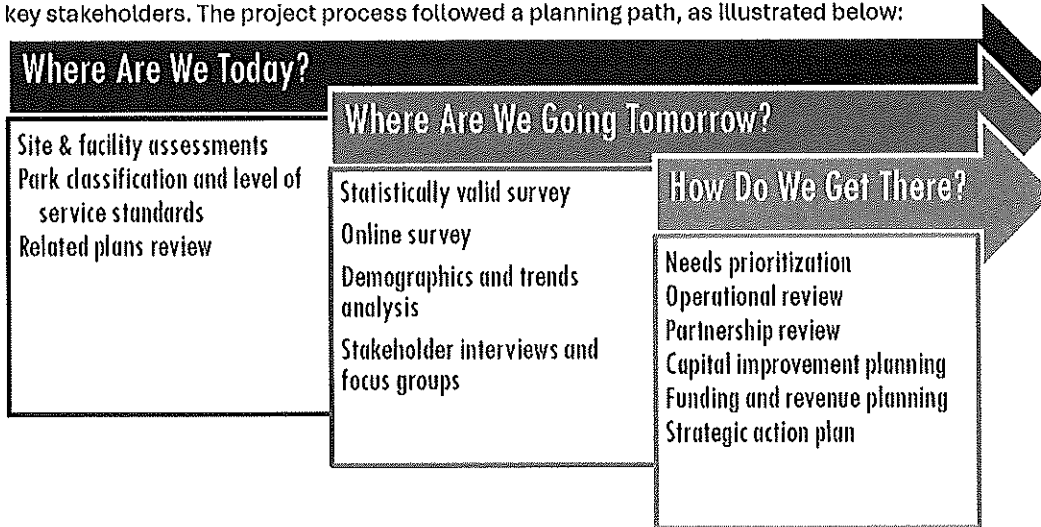 key stakeholders. The project process followed a planning path, as illustrated below:
Where Are We Today?
Site & facility assessments
Park classification and level of
service standards
Related plans review
Where Are We Going Tomorrow?
Statistically valid survey
Online survey
Demographics and trends
analysis
Stakeholder interviews and
focus groups
How Do We Get There?
Needs prioritization
Operational review
Partnership review
Capital improvement planning
Funding and revenue planning
Strategic action plan